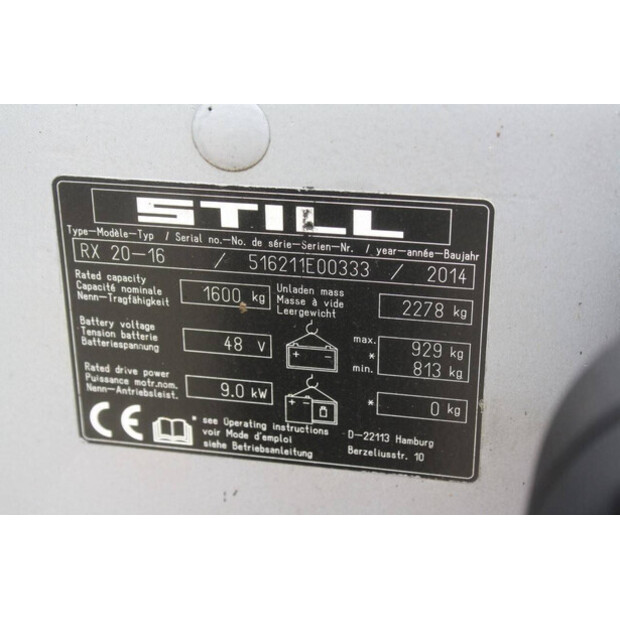 STILL
Type-Modèle-Typ / Serial no.-No. de série-Serien-Nr. / year-année-Baujahr
RX 20-16 / 516211E00333 / 2014
Rated capacity
Capacité nominale
Nenn-Tragfähigkeit
1600 kg
Unladen mass
Masse à vide
Leergewicht
2278 kg
Battery voltage
Tension batterie
Batteriespannung
48 V
+ -
max. 929 kg
*
min. 813 kg
Rated drive power
Puissance motr.nom.
Nenn-Antriebsleist.
9.0 kW
+ -
* 0 kg
CE
* see Operating instructions
voir Mode d'emploi
siehe Betriebsanleitung
D-22113 Hamburg
Berzeliusstr. 10